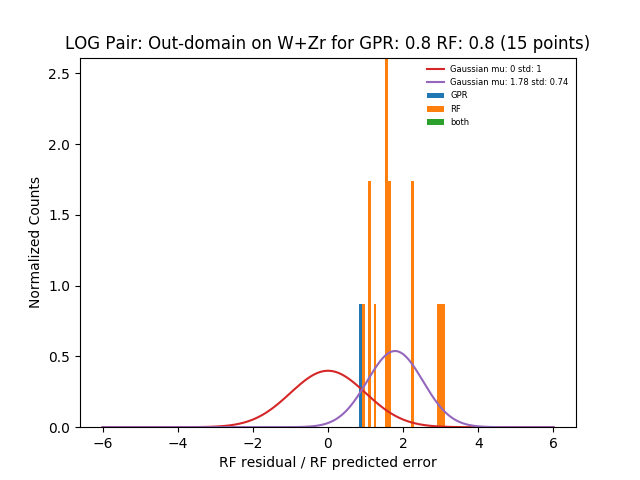 LOG Pair: Out-domain on W+Zr for GPR: 0.8 RF: 0.8 (15 points)
Gaussian mu: 0 std: 1
Gaussian mu: 1.78 std: 0.74
GPR
RF
both
Normalized Counts
2.5
2.0
1.5
1.0
0.5
0.0
−6 −4 −2 0 2 4 6
RF residual / RF predicted error